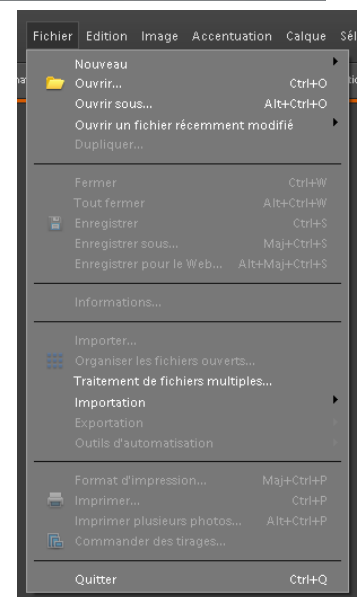 Fichier Edition Image Accentuation Calque Sél
Nouveau
Ouvrir... Ctrl+O
Ouvrir sous... Alt+Ctrl+O
Ouvrir un fichier récemment modifié
Dupliquer...
Fermer Ctrl+W
Tout fermer Alt+Ctrl+W
Enregistrer Ctrl+S
Enregistrer sous... Maj+Ctrl+S
Enregistrer pour le Web... Alt+Maj+Ctrl+S
Informations...
Importer...
Organiser les fichiers ouverts...
Traitement de fichiers multiples...
Importation
Exportation
Outils d'automatisation
Format d'impression... Maj+Ctrl+P
Imprimer... Ctrl+P
Imprimer plusieurs photos... Alt+Ctrl+P
Commander des tirages...
Quitter Ctrl+Q